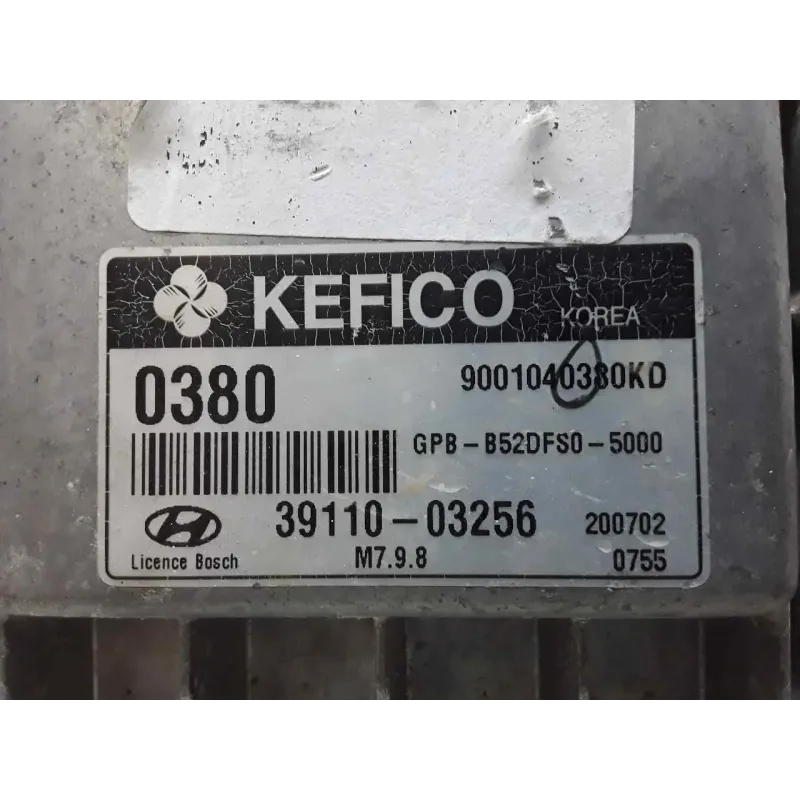 KEFICO KOREA
0380 9001040380KD
GPB-B52DFS0-5000
39110-03256 200702
Licence Bosch M7.9.8 0755